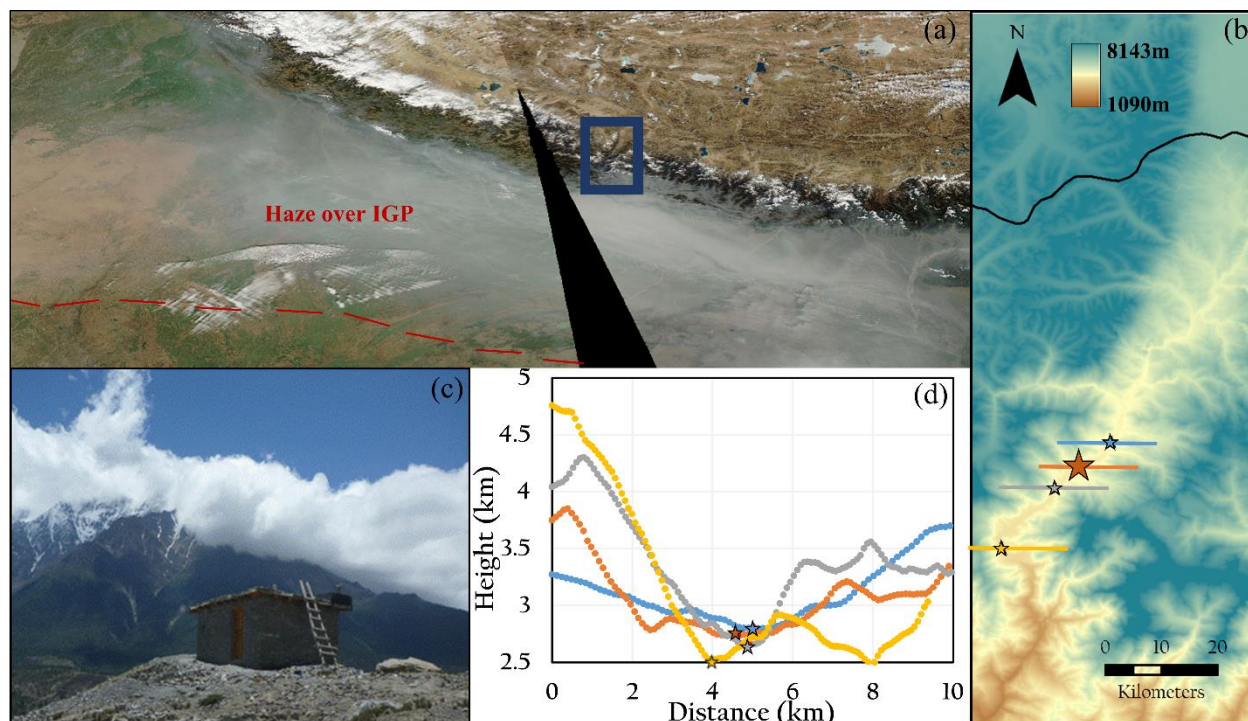 (a)
Haze over IGP
(b)
N
8143m
1090m
0 10 20
Kilometers
(c)
(d)
5
4.5
4
3.5
3
2.5
Height (km)
0 2 4 6 8 10
Distance (km)